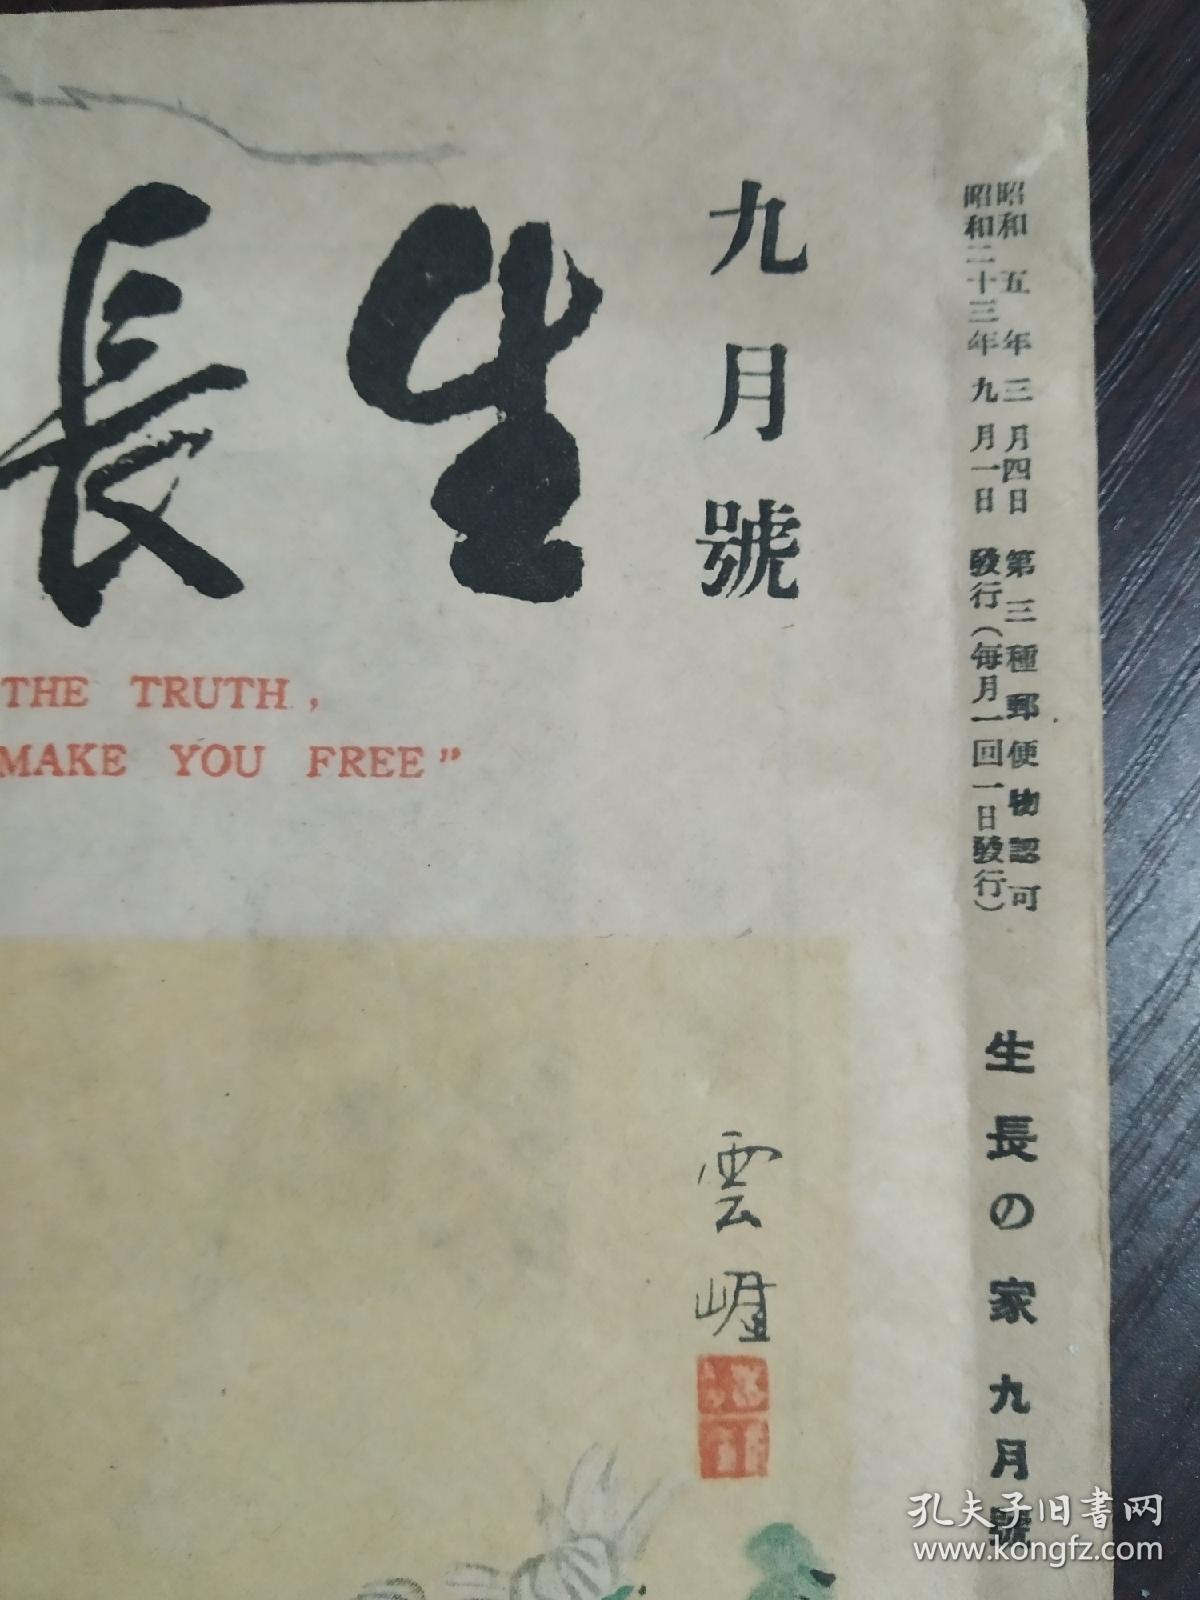 昭和五年三月四日 第三種郵便物認可
昭和二十三年九月一日 發行(每月一回一日發行)
生長の家 九月號
九月號
生長
THE TRUTH,
MAKE YOU FREE"
雲崕
孔夫子旧书网
www.kongfz.com